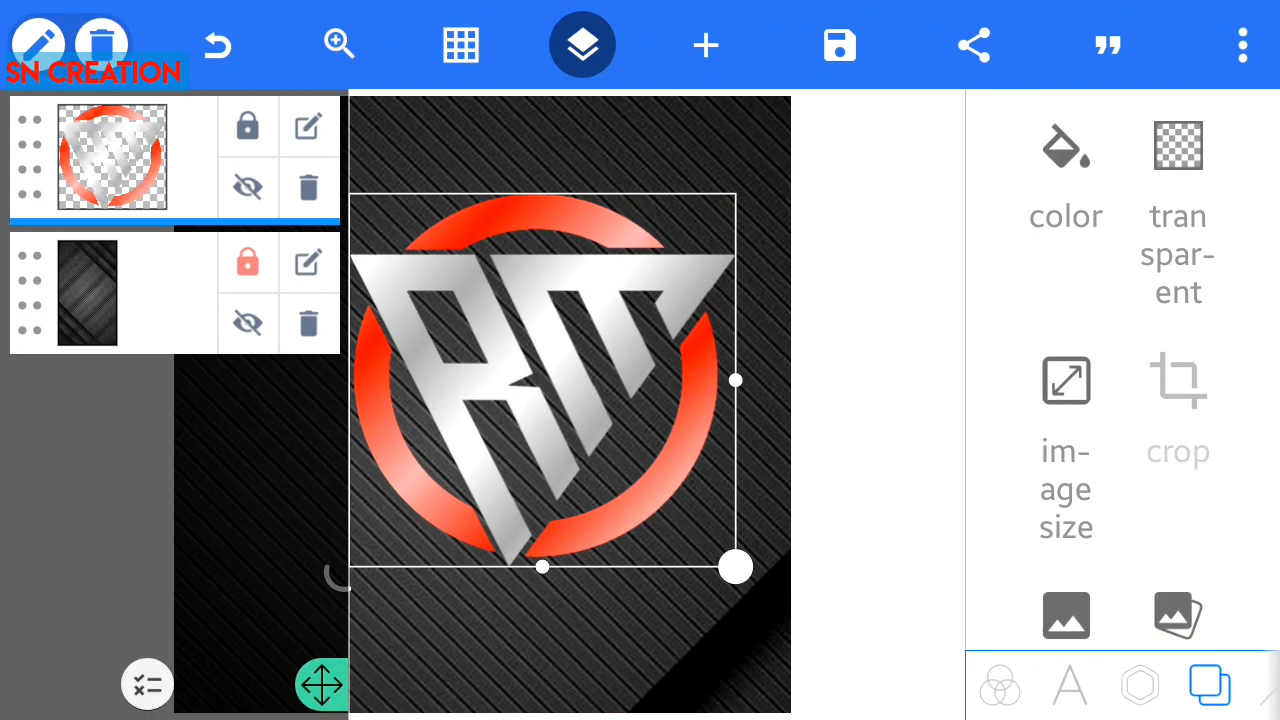 SN CREATION
RM
color
tran
spar-
ent
im-
age
size
crop
A